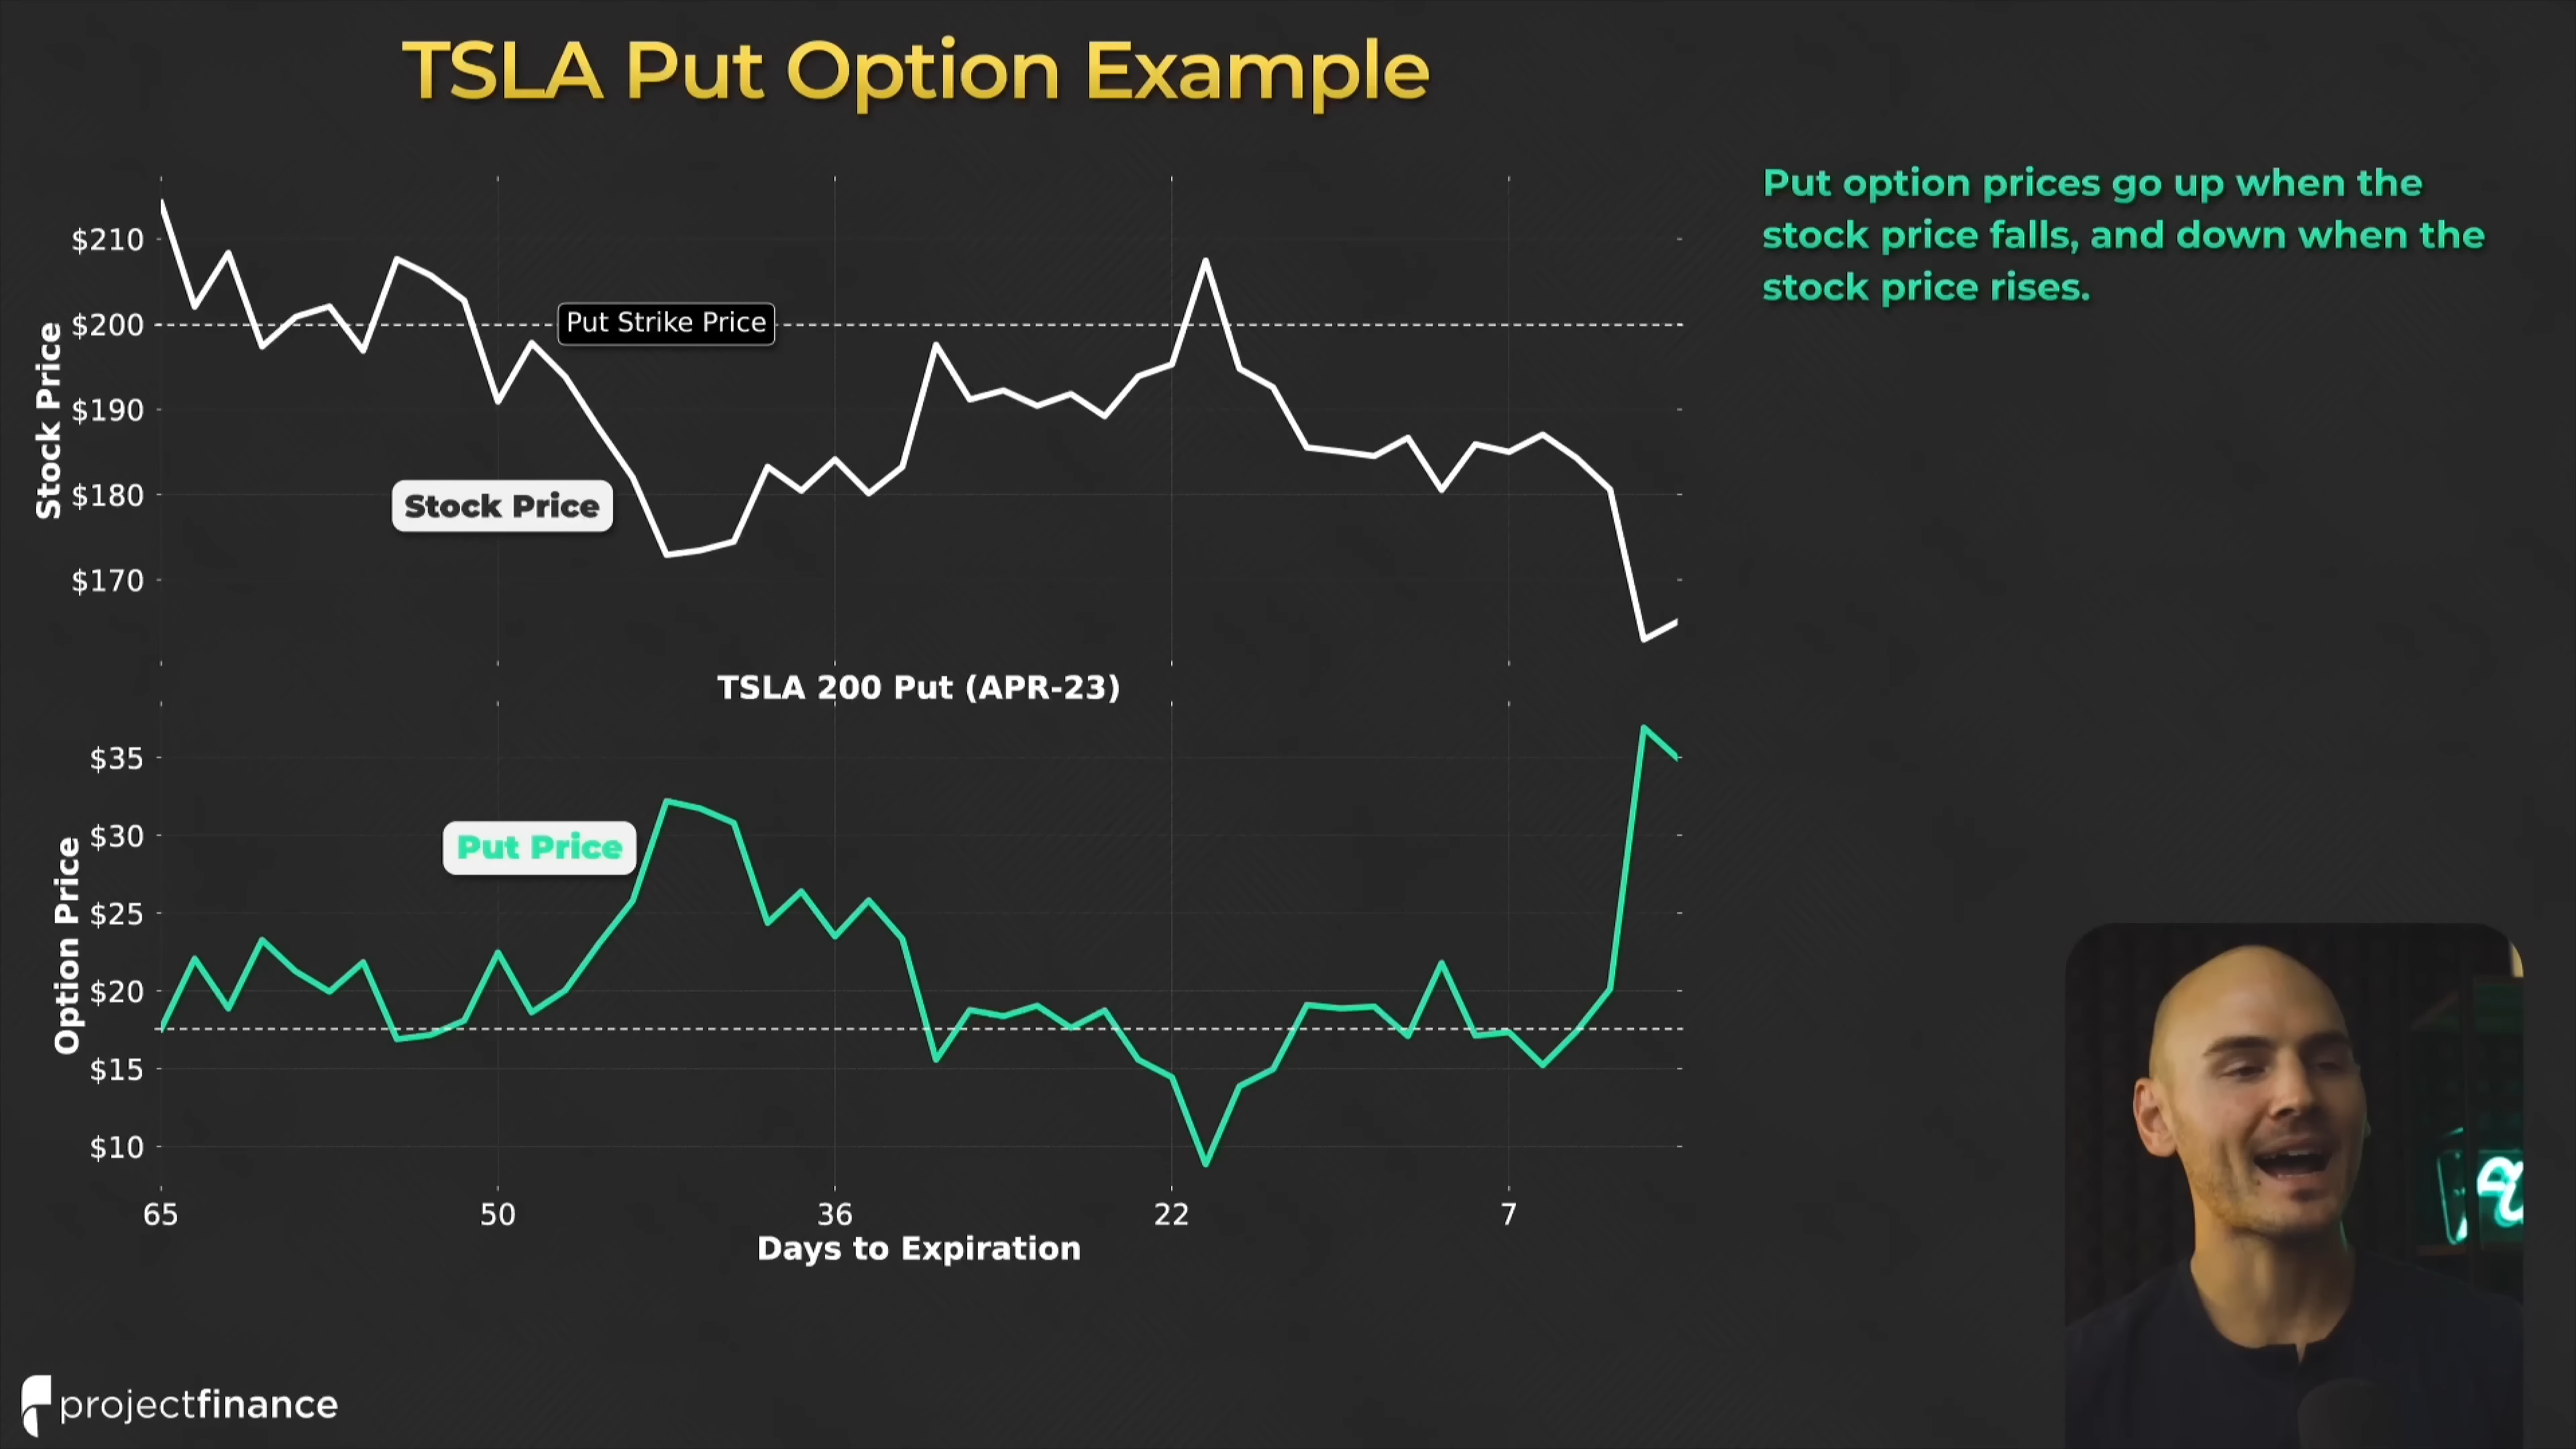 TSLA Put Option Example
Put option prices go up when the
stock price falls, and down when the
stock price rises.
Stock Price
$210
$200
$190
$180
$170
Put Strike Price
Stock Price
TSLA 200 Put (APR-23)
Option Price
$35
$30
$25
$20
$15
$10
Put Price
65 50 36 22 7
Days to Expiration
projectfinance